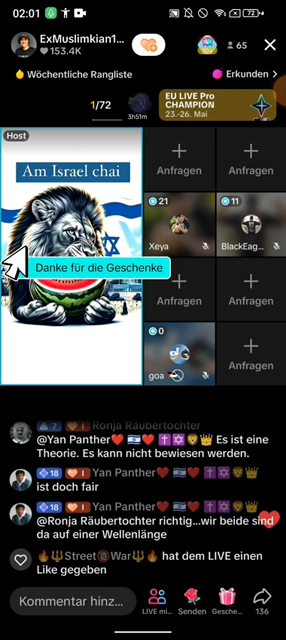 02:01
72
ExMuslimkian1...
153.4K
65
Wöchentliche Rangliste
Erkunden
1/72
3h51m
EU LIVE Pro
CHAMPION
23.-26. Mai
Host
Am Israel chai
Anfragen
Anfragen
21
11
Xeya
BlackEag...
Danke für die Geschenke
Anfragen
Anfragen
0
goa
Anfragen
7 I Ronja Räubertochter
@Yan Panther Es ist eine
Theorie. Es kann nicht bewiesen werden.
18 I Yan Panther
ist doch fair
18 I Yan Panther
@Ronja Räubertochter richtig...wir beide sind
da auf einer Wellenlänge
Street War hat dem LIVE einen
Like gegeben
Kommentar hinz...
LIVE mi...
Senden
Gesche...
136